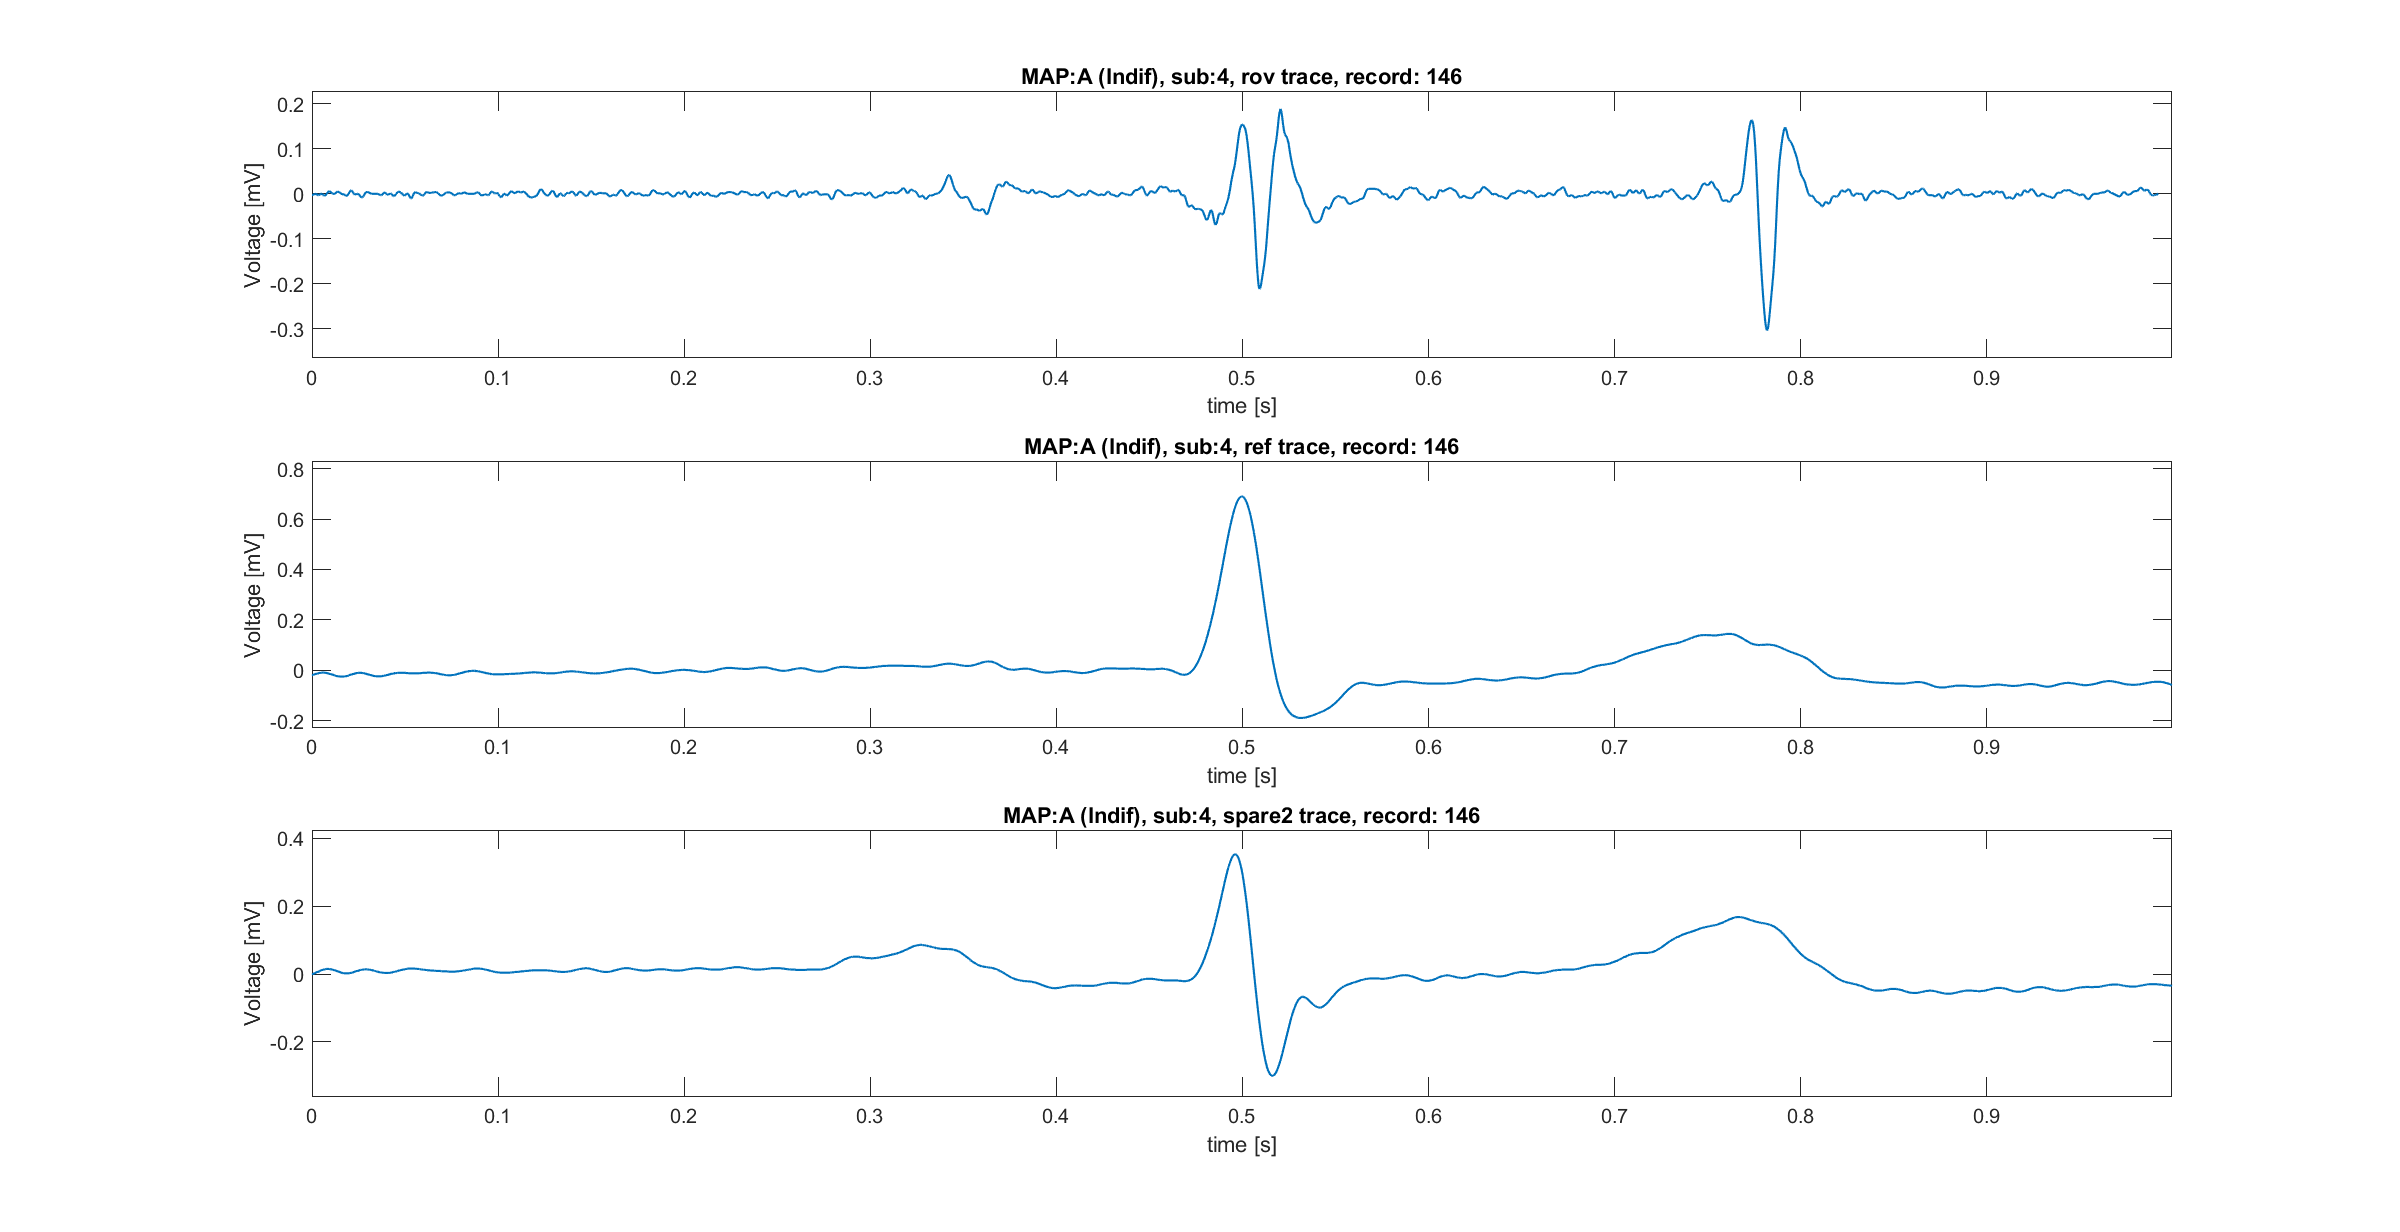 MAP:A (Indif), sub:4, rov trace, record: 146
Voltage [mV]
0.2
0.1
0
-0.1
-0.2
-0.3
0 0.1 0.2 0.3 0.4 0.5 0.6 0.7 0.8 0.9
time [s]
MAP:A (Indif), sub:4, ref trace, record: 146
Voltage [mV]
0.8
0.6
0.4
0.2
0
-0.2
0 0.1 0.2 0.3 0.4 0.5 0.6 0.7 0.8 0.9
time [s]
MAP:A (Indif), sub:4, spare2 trace, record: 146
Voltage [mV]
0.4
0.2
0
-0.2
0 0.1 0.2 0.3 0.4 0.5 0.6 0.7 0.8 0.9
time [s]